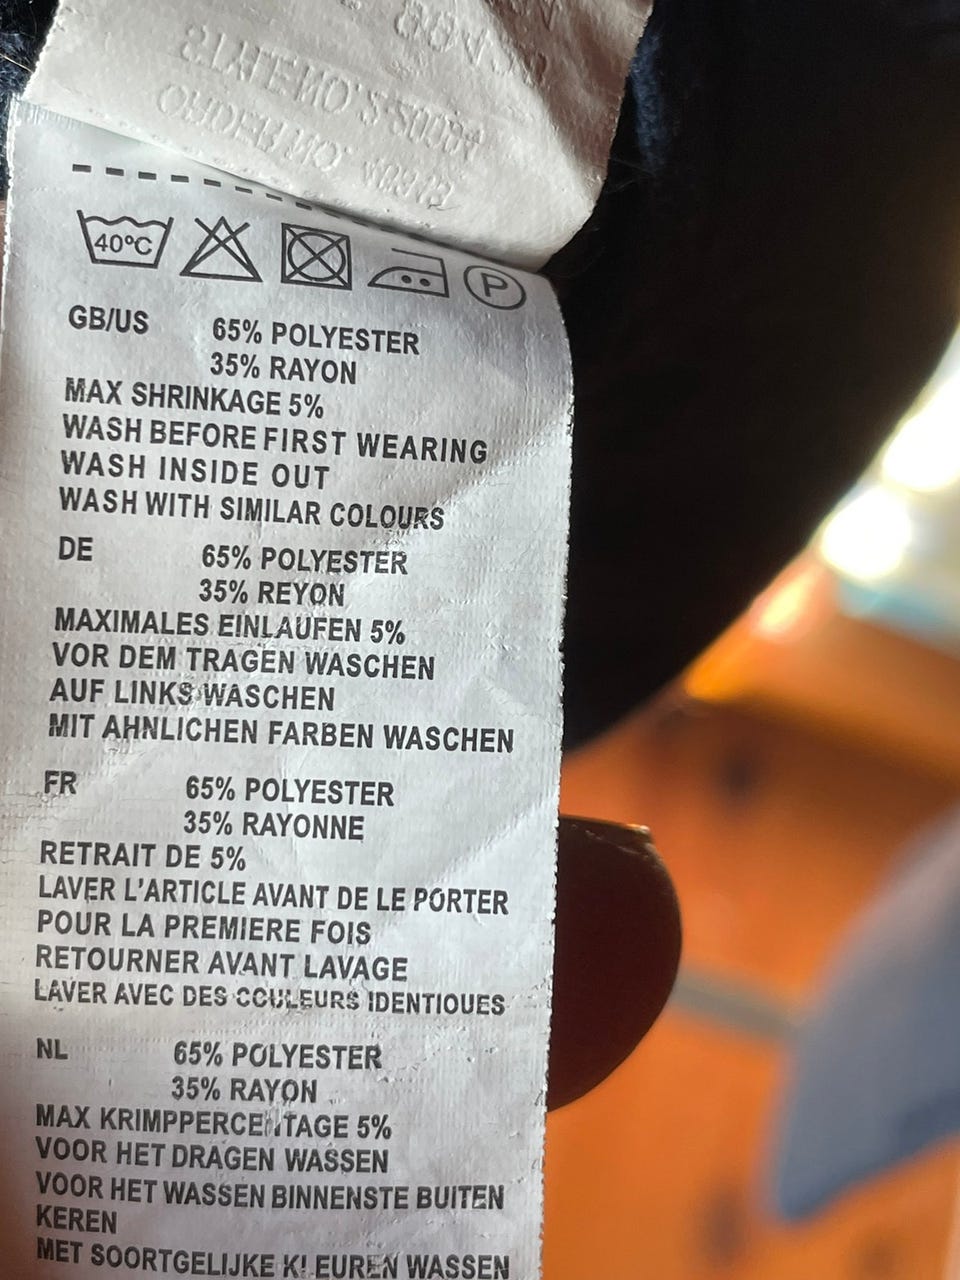 40°C
P
GB/US 65% POLYESTER
35% RAYON
MAX SHRINKAGE 5%
WASH BEFORE FIRST WEARING
WASH INSIDE OUT
WASH WITH SIMILAR COLOURS
DE 65% POLYESTER
35% REYON
MAXIMALES EINLAUFEN 5%
VOR DEM TRAGEN WASCHEN
AUF LINKS WASCHEN
MIT AHNLICHEN FARBEN WASCHEN
FR 65% POLYESTER
35% RAYONNE
RETRAIT DE 5%
LAVER L'ARTICLE AVANT DE LE PORTER
POUR LA PREMIERE FOIS
RETOURNER AVANT LAVAGE
LAVER AVEC DES COULEURS IDENTIQUES
NL 65% POLYESTER
35% RAYON
MAX KRIMPPERCENTAGE 5%
VOOR HET DRAGEN WASSEN
VOOR HET WASSEN BINNENSTE BUITEN
KEREN
MET SOORTGELIJKE KLEUREN WASSEN